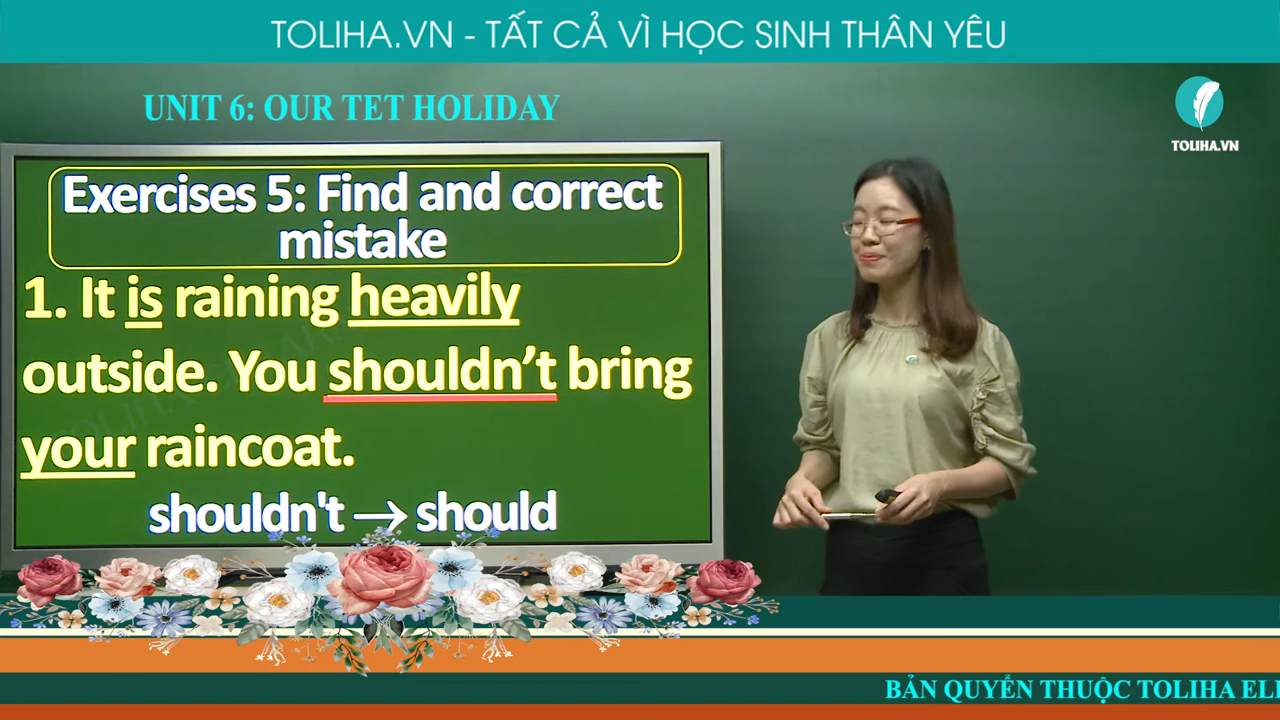 TOLIHA.VN - TẤT CẢ VÌ HỌC SINH THÂN YÊU
UNIT 6: OUR TET HOLIDAY
TOLIHA.VN
Exercises 5: Find and correct
mistake
1. It is raining heavily
outside. You shouldn’t bring
your raincoat.
shouldn't → should
BẢN QUYỀN THUỘC TOLIHA ELE